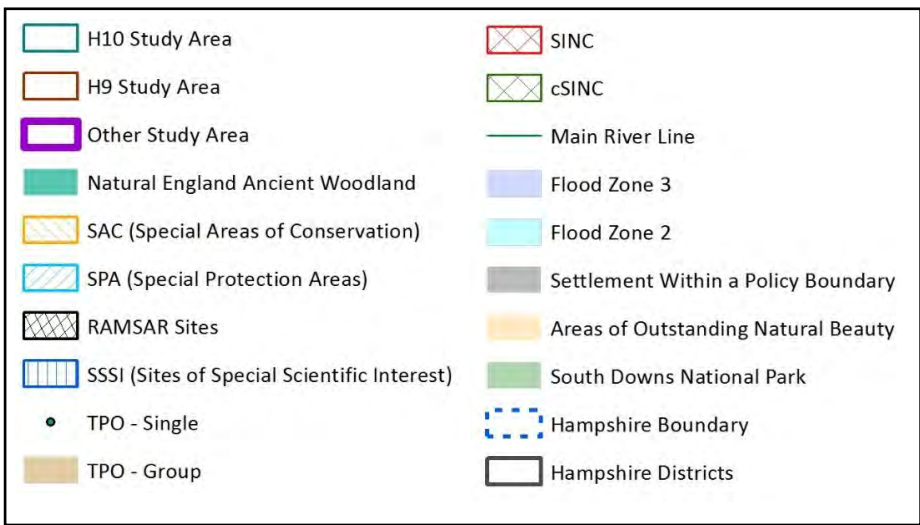 H10 Study Area
H9 Study Area
Other Study Area
Natural England Ancient Woodland
SAC (Special Areas of Conservation)
SPA (Special Protection Areas)
RAMSAR Sites
SSSI (Sites of Special Scientific Interest)
TPO - Single
TPO - Group
SINC
cSINC
Main River Line
Flood Zone 3
Flood Zone 2
Settlement Within a Policy Boundary
Areas of Outstanding Natural Beauty
South Downs National Park
Hampshire Boundary
Hampshire Districts